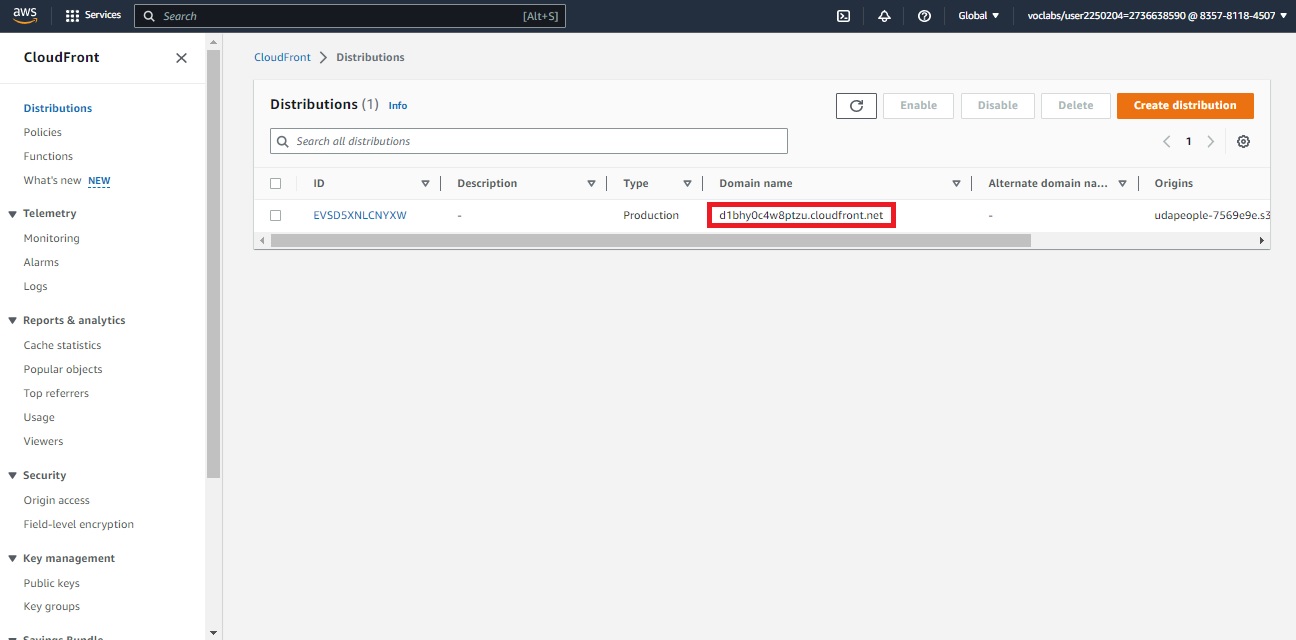 aws Services Search [Alt+S] Global voclabs/user2250204=2736638590 @ 8357-8118-4507
CloudFront
Distributions
Policies
Functions
What's new NEW
Telemetry
Monitoring
Alarms
Logs
Reports & analytics
Cache statistics
Popular objects
Top referrers
Usage
Viewers
Security
Origin access
Field-level encryption
Key management
Public keys
Key groups
Savings Bundle
CloudFront Distributions
Distributions (1) Info Enable Disable Delete Create distribution
Search all distributions 1
ID Description Type Domain name Alternate domain na... Origins
EVSD5XNLCNYXW - Production d1bhy0c4w8ptzu.cloudfront.net - udapeople-7569e9e.s3